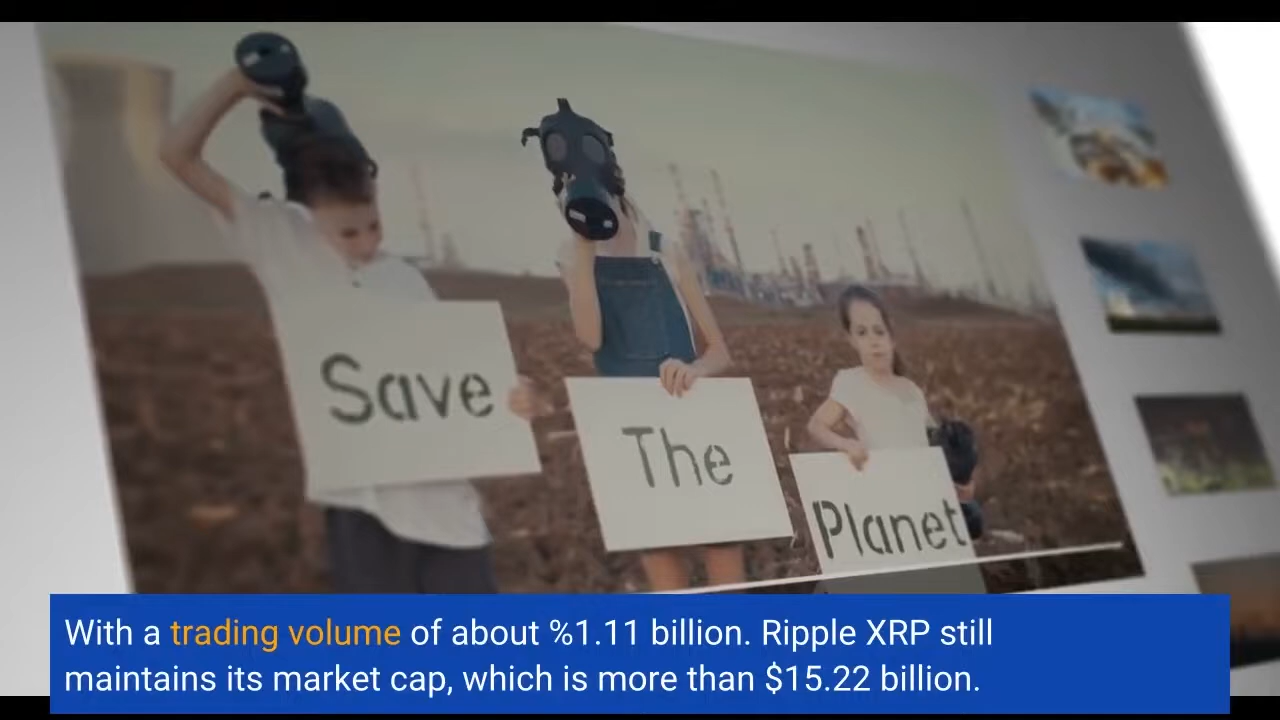 Save
The
Planet
With a trading volume of about %1.11 billion. Ripple XRP still
maintains its market cap, which is more than $15.22 billion.